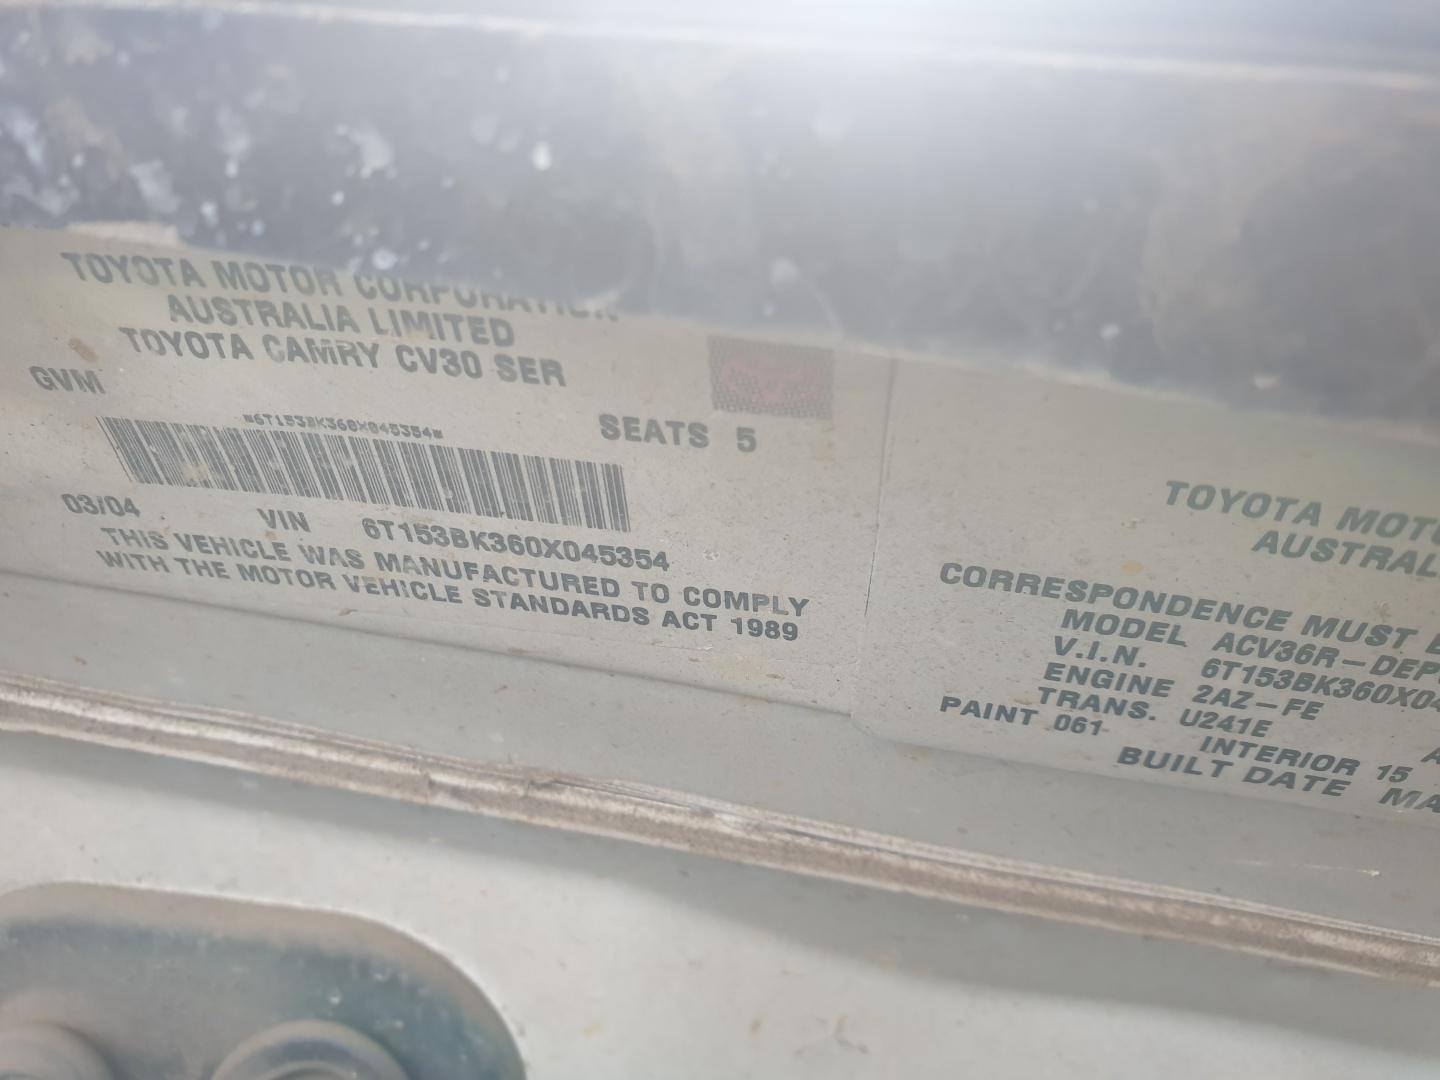 TOYOTA MOTOR CORPORATION
AUSTRALIA LIMITED
TOYOTA CAMRY CV30 SER
GVM
SEATS 5
*6T153BK360X045354*
03/04 VIN 6T153BK360X045354
THIS VEHICLE WAS MANUFACTURED TO COMPLY
WITH THE MOTOR VEHICLE STANDARDS ACT 1989
TOYOTA MOTO
AUSTRAL
CORRESPONDENCE MUST
MODEL ACV36R-DEP
V.I.N. 6T153BK360X04
ENGINE 2AZ-FE
TRANS. U241E
PAINT 061 INTERIOR 15
BUILT DATE MA